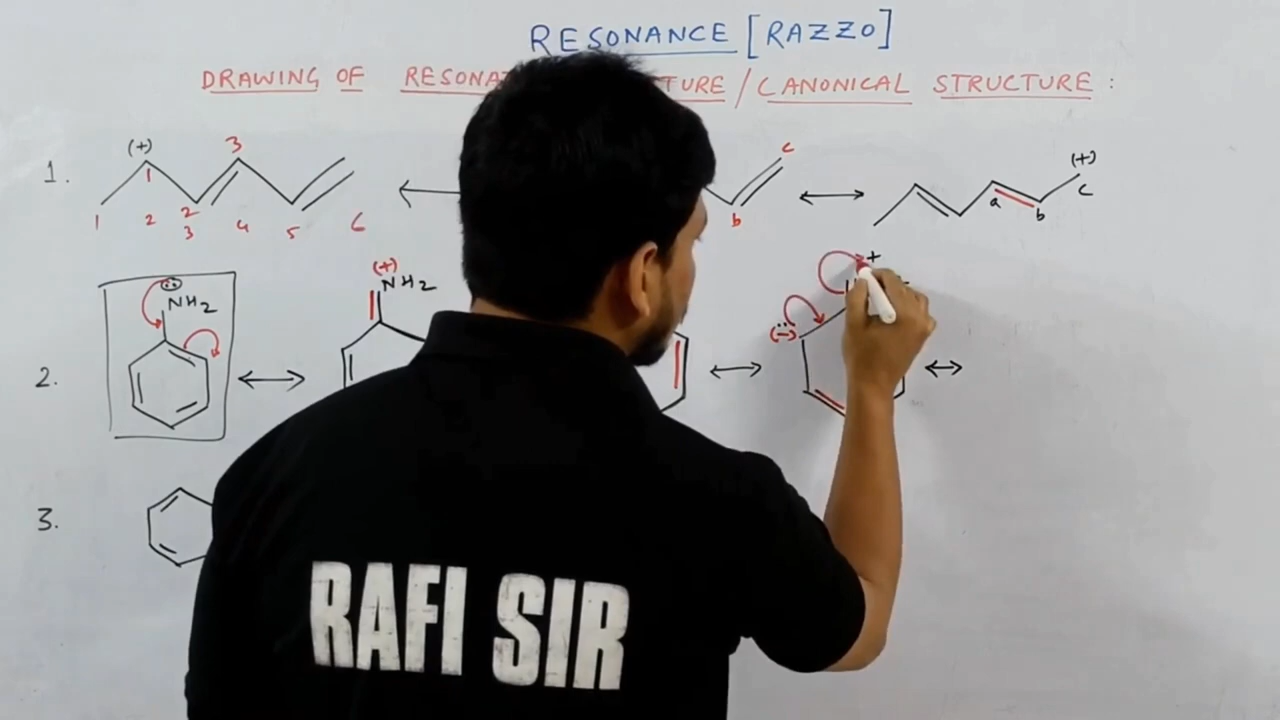 RESONANCE [RAZZO]
DRAWING OF RESONA TURE / CANONICAL STRUCTURE :
1. (+) 3 c (+)
1 1 2 2 3 4 5 6 b a b c
2. NH2 (+) NH2 (-) +
3.
RAFI SIR